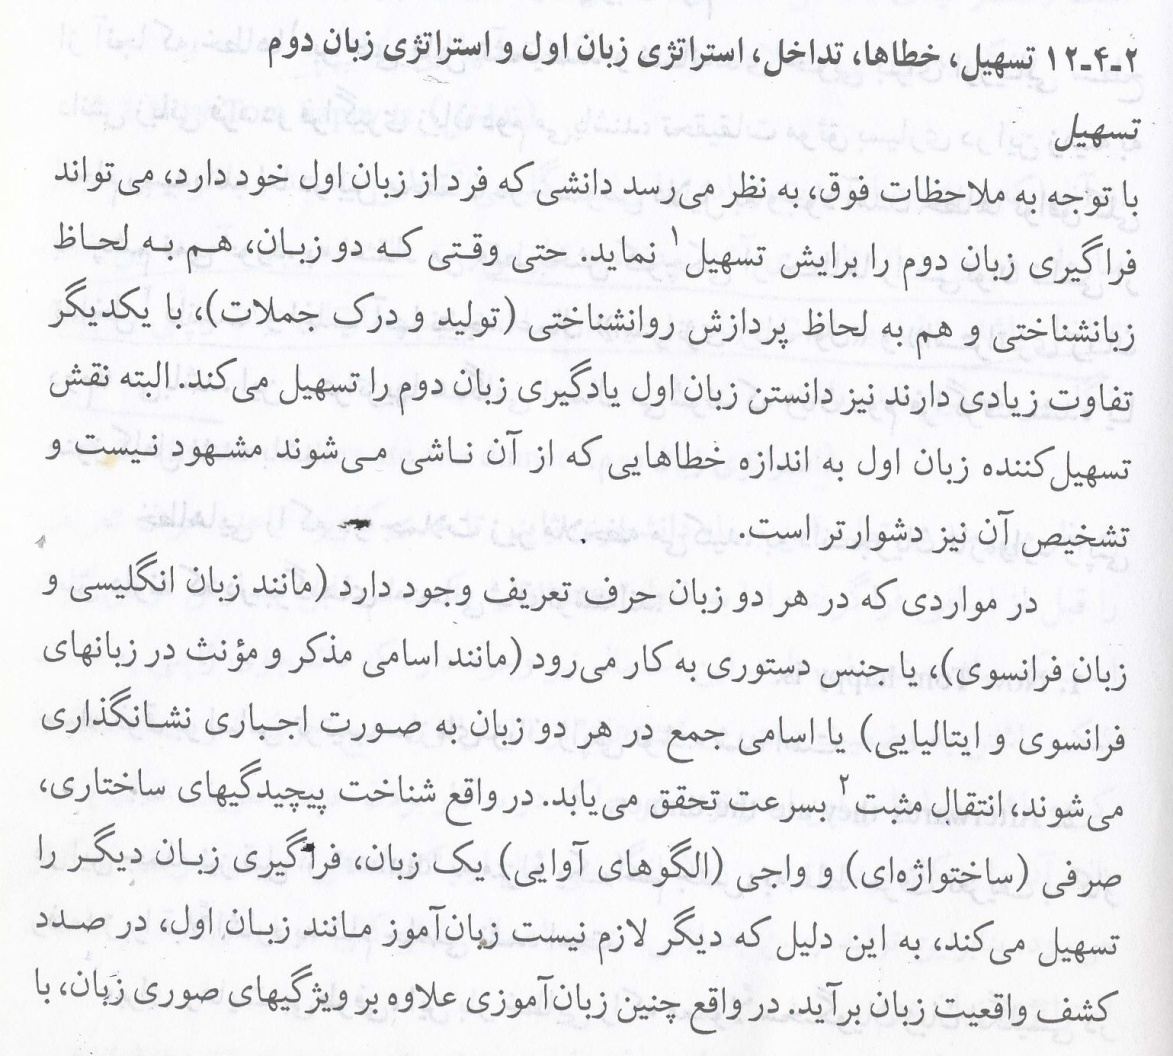 ۱۲-۴-۲ تسهیل، خطاها، تداخل، استراتژی زبان اول و استراتژی زبان دوم
تسهیل
با توجه به ملاحظات فوق، به نظر می‌رسد دانشی که فرد از زبان اول خود دارد، می‌تواند
فراگیری زبان دوم را برایش تسهیل۱ نماید. حتی وقتی که دو زبان، هم به لحاظ
زبانشناختی و هم به لحاظ پردازش روانشناختی (تولید و درک جملات)، با یکدیگر
تفاوت زیادی دارند نیز دانستن زبان اول یادگیری زبان دوم را تسهیل می‌کند. البته نقش
تسهیل‌کننده زبان اول به اندازه خطاهایی که از آن ناشی می‌شوند مشهود نیست و
تشخیص آن نیز دشوارتر است.
در مواردی که در هر دو زبان حرف تعریف وجود دارد (مانند زبان انگلیسی و
زبان فرانسوی)، یا جنس دستوری به کار می‌رود (مانند اسامی مذکر و مؤنث در زبانهای
فرانسوی و ایتالیایی) یا اسامی جمع در هر دو زبان به صورت اجباری نشانگذاری
می‌شوند، انتقال مثبت۲ بسرعت تحقق می‌یابد. در واقع شناخت پیچیدگیهای ساختاری،
صرفی (ساختواژه‌ای) و واجی (الگوهای آوایی) یک زبان، فراگیری زبان دیگر را
تسهیل می‌کند، به این دلیل که دیگر لازم نیست زبان‌آموز مانند زبان اول، در صدد
کشف واقعیت زبان برآید. در واقع چنین زبان‌آموزی علاوه بر ویژگیهای صوری زبان، با